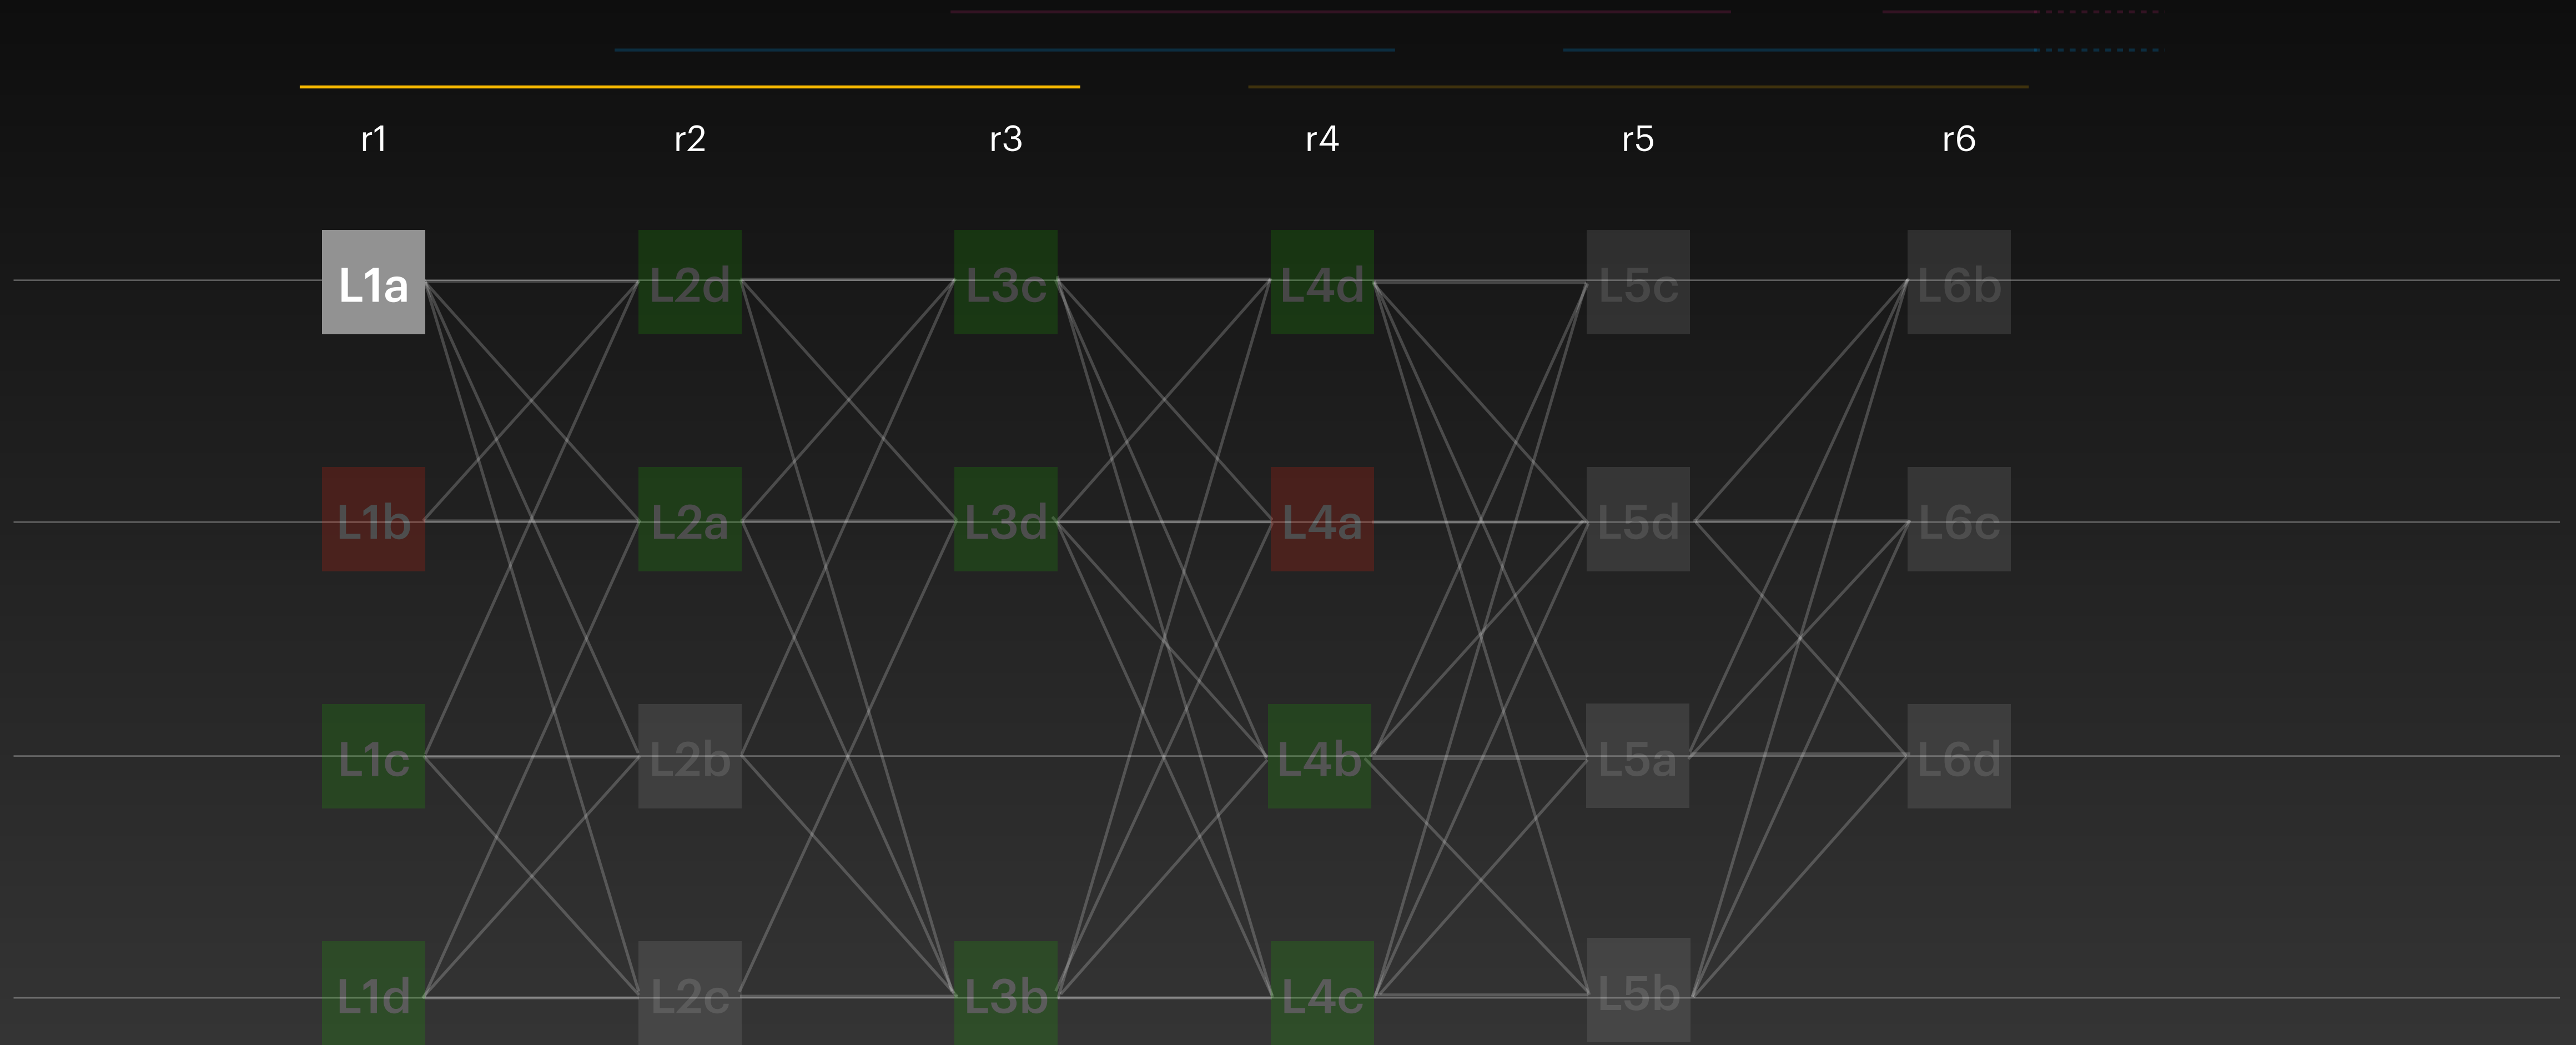 r1 r2 r3 r4 r5 r6
L1a L2d L3c L4d L5c L6b
L1b L2a L3d L4a L5d L6c
L1c L2b L4b L5a L6d
L1d L2c L3b L4c L5b